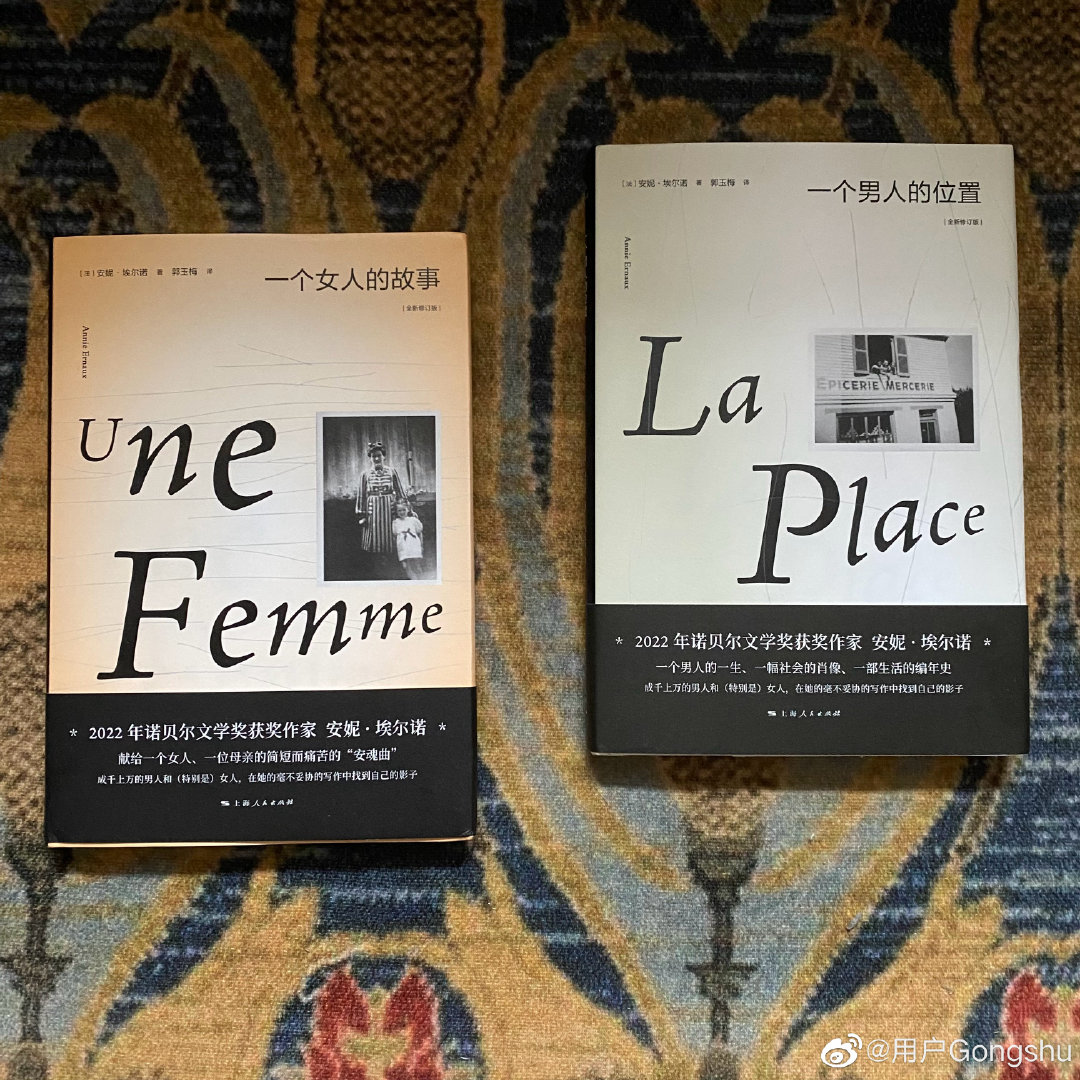 [法] 安妮·埃尔诺 著 郭玉梅 译
一个女人的故事
[全新修订版]
Annie Ernaux
Une
Femme
* 2022 年诺贝尔文学奖获奖作家 安妮·埃尔诺 *
献给一个女人、一位母亲的简短而痛苦的“安魂曲”
成千上万的男人和（特别是）女人，在她的毫不妥协的写作中找到自己的影子
上海人民出版社
[法] 安妮·埃尔诺 著 郭玉梅 译
一个男人的位置
[全新修订版]
Annie Ernaux
La
EPICERIE MERCERIE
Place
* 2022 年诺贝尔文学奖获奖作家 安妮·埃尔诺 *
一个男人的一生、一幅社会的肖像、一部生活的编年史
成千上万的男人和（特别是）女人，在她的毫不妥协的写作中找到自己的影子
上海人民出版社
@用户Gongshu